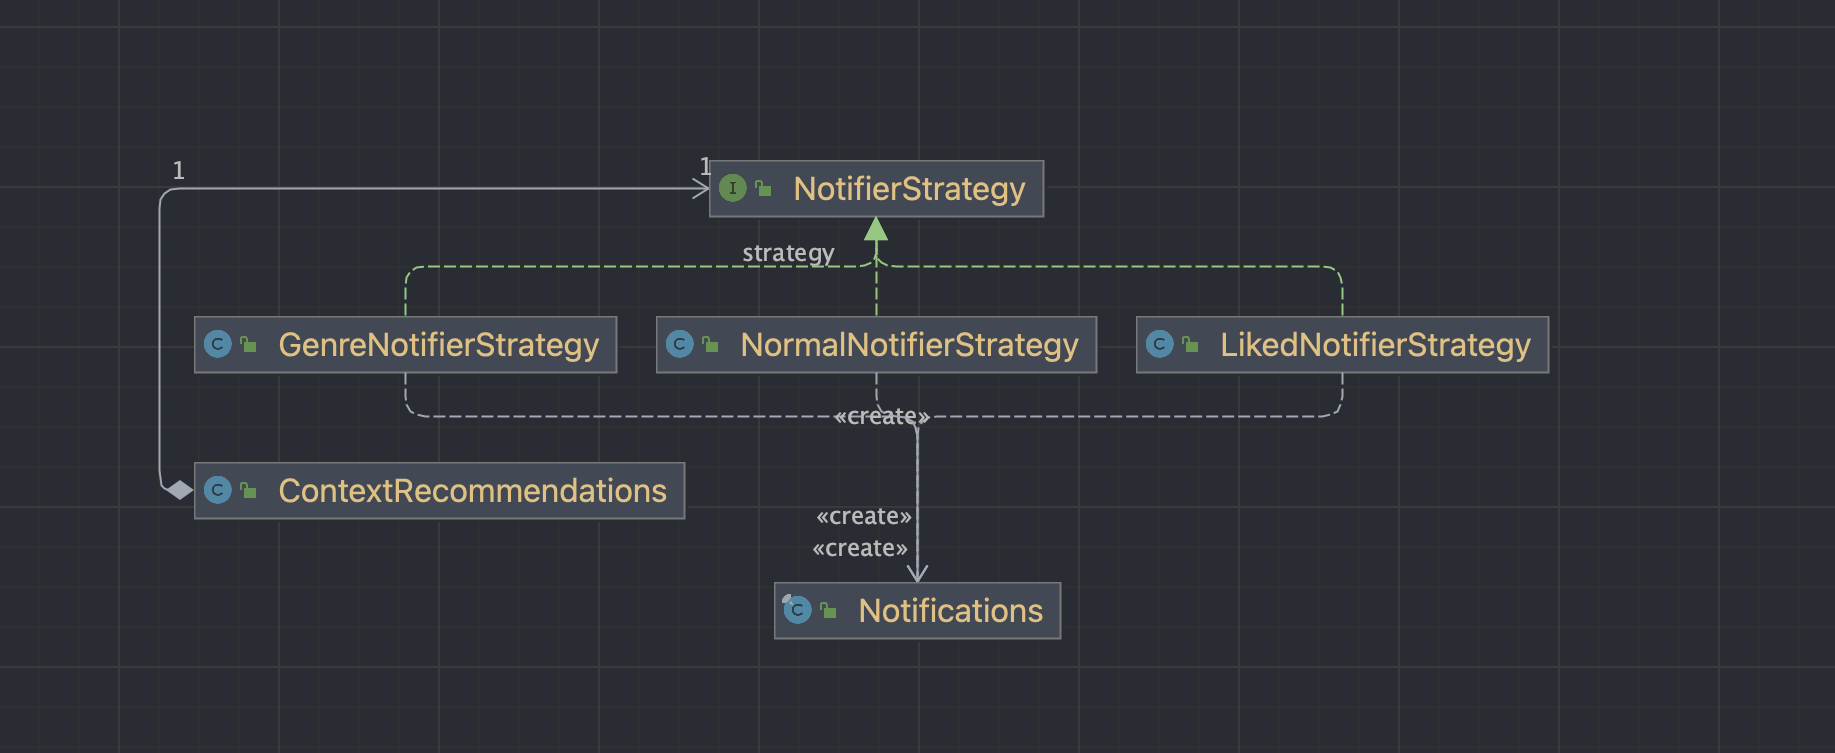 1
1
I NotifierStrategy
strategy
C GenreNotifierStrategy
C NormalNotifierStrategy
C LikedNotifierStrategy
«create»
C ContextRecommendations
«create»
«create»
C Notifications